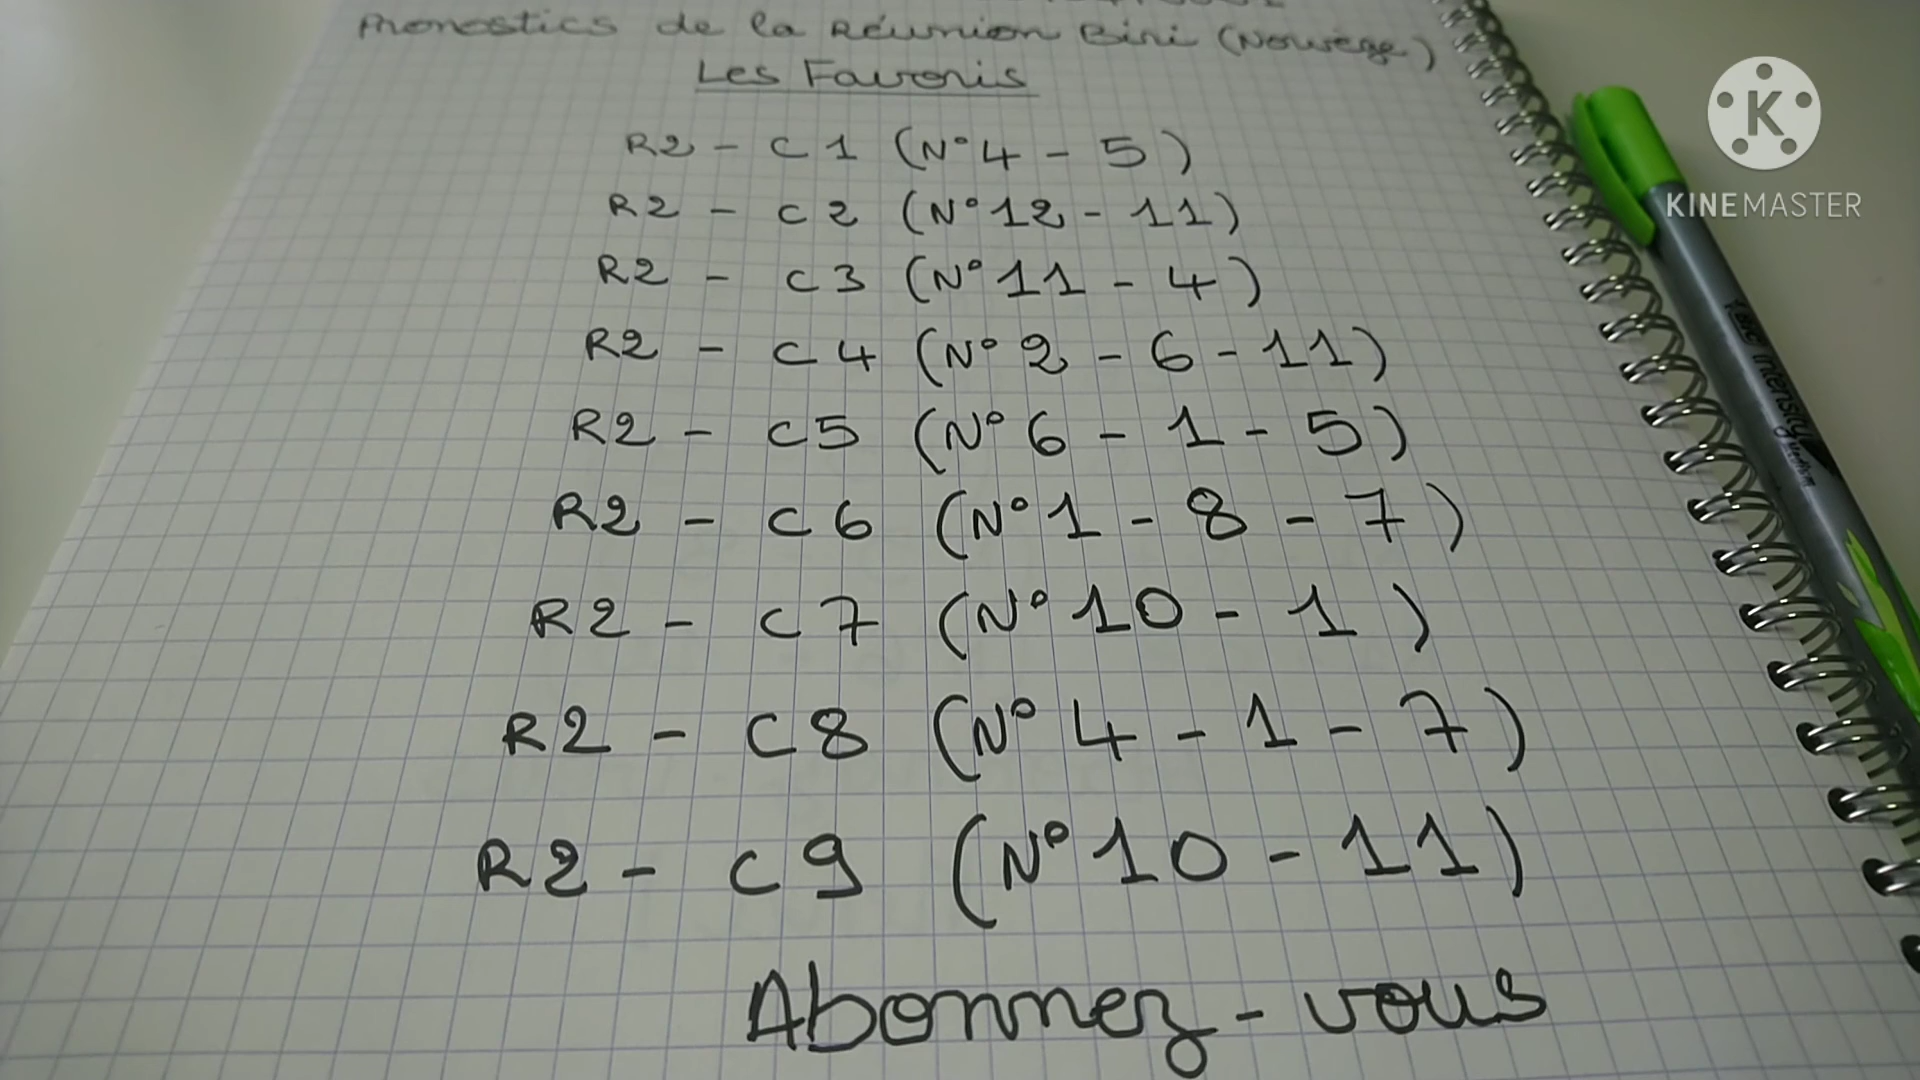 Pronostics de la Réunion Biri (Norvège)
Les Favoris
R2 - C1 (N°4 - 5)
R2 - C2 (N°12 - 11)
R2 - C3 (N°11 - 4)
R2 - C4 (N°2 - 6 - 11)
R2 - C5 (N°6 - 1 - 5)
R2 - C6 (N°1 - 8 - 7)
R2 - C7 (N°10 - 1)
R2 - C8 (N°4 - 1 - 7)
R2 - C9 (N°10 - 11)
Abonnez-vous
K
KINEMASTER
Intensity